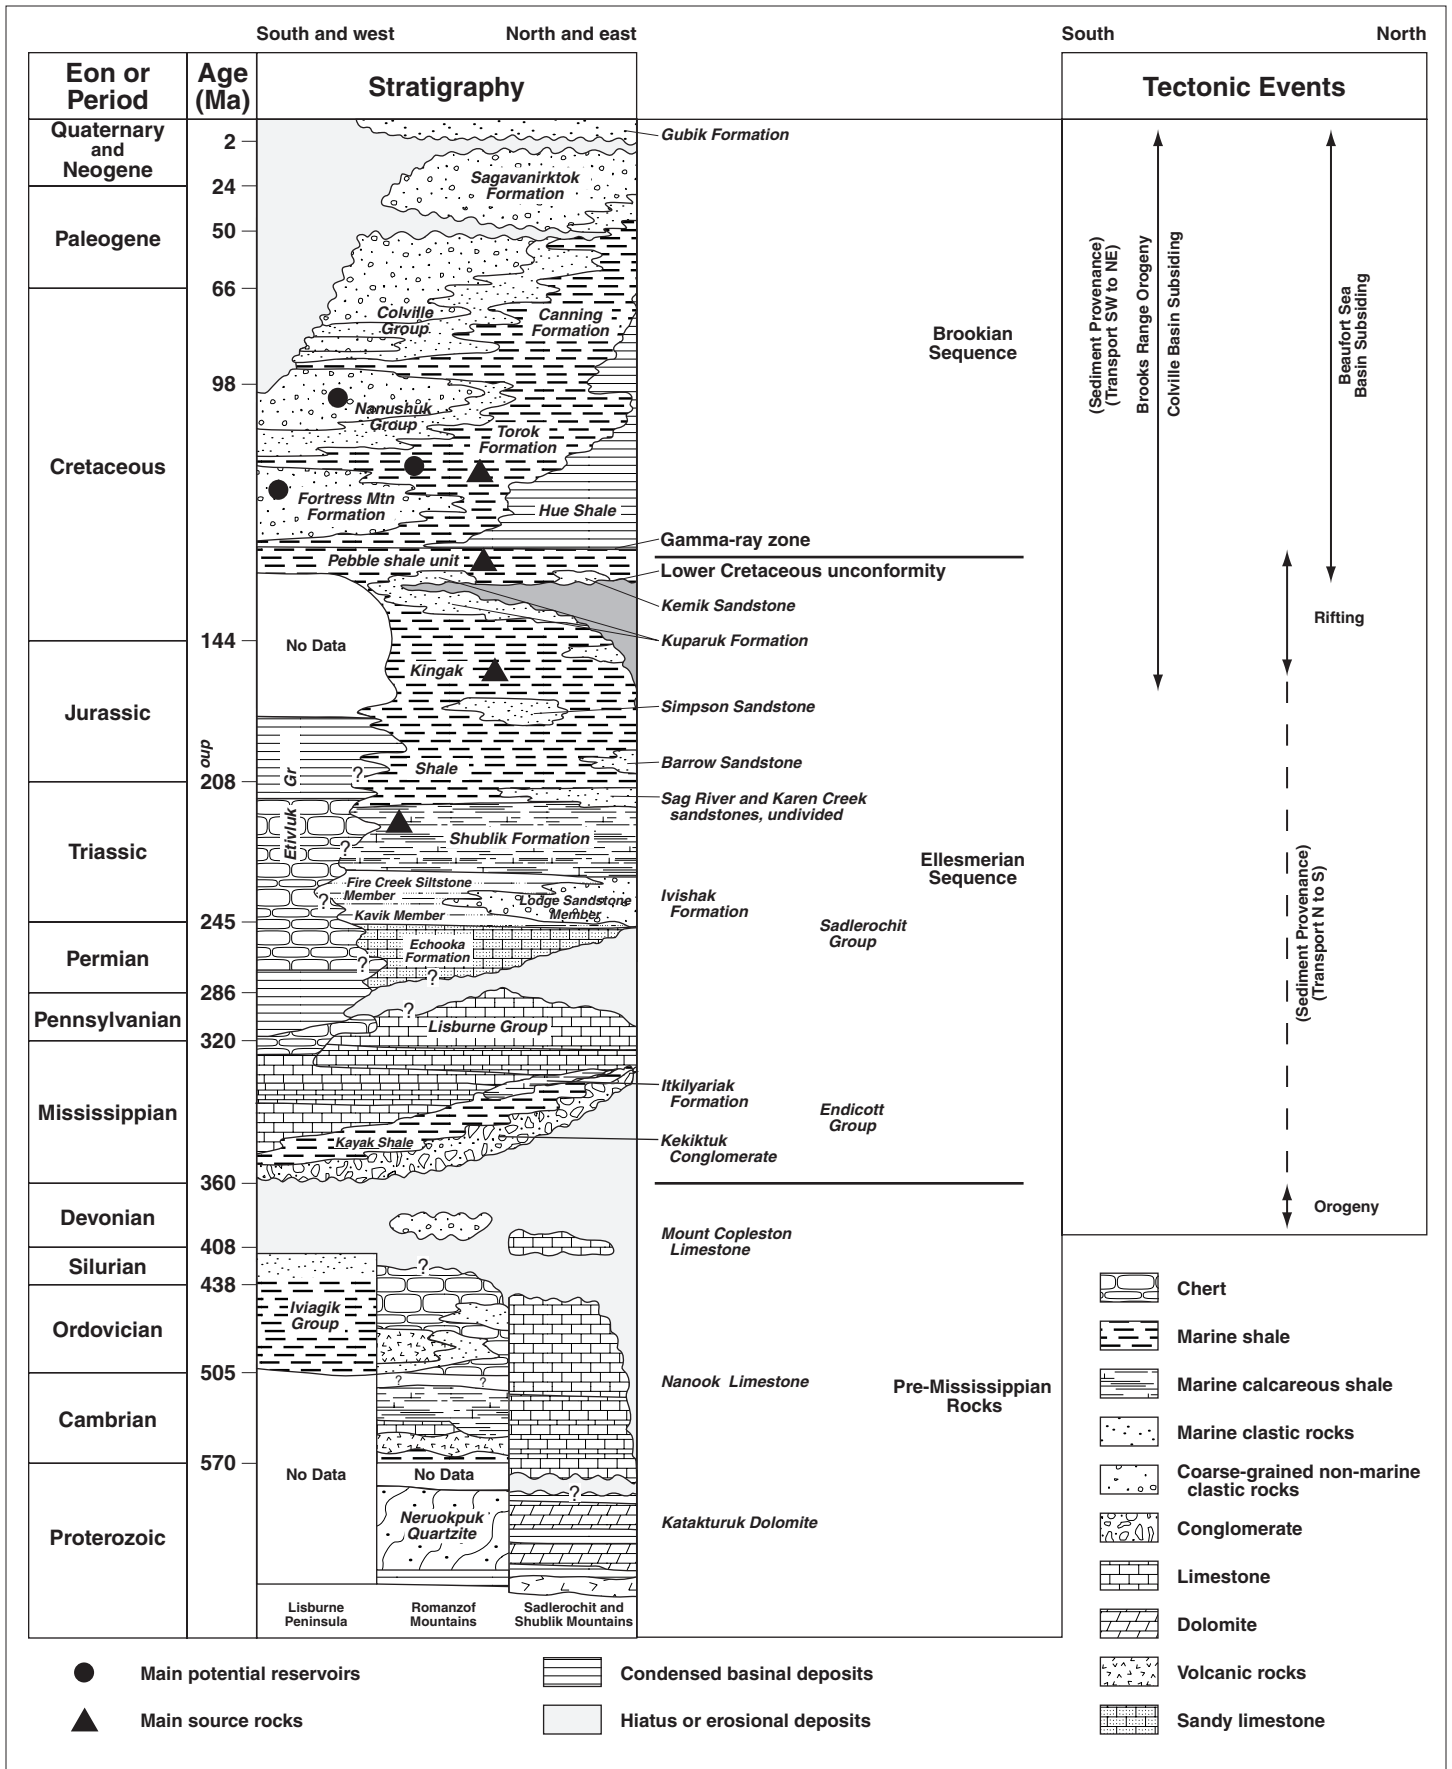 South and west
North and east
South
North
Eon or
Period
Age
(Ma)
Stratigraphy
Tectonic Events
Quaternary
and
Neogene
Paleogene
Cretaceous
Jurassic
Triassic
Permian
Pennsylvanian
Mississippian
Devonian
Silurian
Ordovician
Cambrian
Proterozoic
2
24
50
66
98
144
208
245
286
320
360
408
438
505
570
oup
Sagavanirktok
Formation
Colville
Group
Canning
Formation
Nanushuk
Group
Torok
Formation
Fortress Mtn
Formation
Hue Shale
Pebble shale unit
No Data
Kingak
Shale
Etivluk Gr
?
?
?
?
Shublik Formation
Fire Creek Siltstone
Member
Lodge Sandstone
Member
Kavik Member
Echooka
Formation
?
?
Lisburne Group
Kayak Shale
Iviagik
Group
?
?
?
No Data
No Data
?
Neruokpuk
Quartzite
Lisburne
Peninsula
Romanzof
Mountains
Sadlerochit and
Shublik Mountains
Gubik Formation
Brookian
Sequence
Gamma-ray zone
Lower Cretaceous unconformity
Kemik Sandstone
Kuparuk Formation
Simpson Sandstone
Barrow Sandstone
Sag River and Karen Creek
sandstones, undivided
Ellesmerian
Sequence
Ivishak
Formation
Sadlerochit
Group
Itkilyariak
Formation
Endicott
Group
Kekiktuk
Conglomerate
Mount Copleston
Limestone
Nanook Limestone
Pre-Mississippian
Rocks
Katakturuk Dolomite
(Sediment Provenance)
(Transport SW to NE)
Brooks Range Orogeny
Colville Basin Subsiding
Beaufort Sea
Basin Subsiding
Rifting
(Sediment Provenance)
(Transport N to S)
Orogeny
Chert
Marine shale
Marine calcareous shale
Marine clastic rocks
Coarse-grained non-marine
clastic rocks
Conglomerate
Limestone
Dolomite
Volcanic rocks
Sandy limestone
Main potential reservoirs
Main source rocks
Condensed basinal deposits
Hiatus or erosional deposits